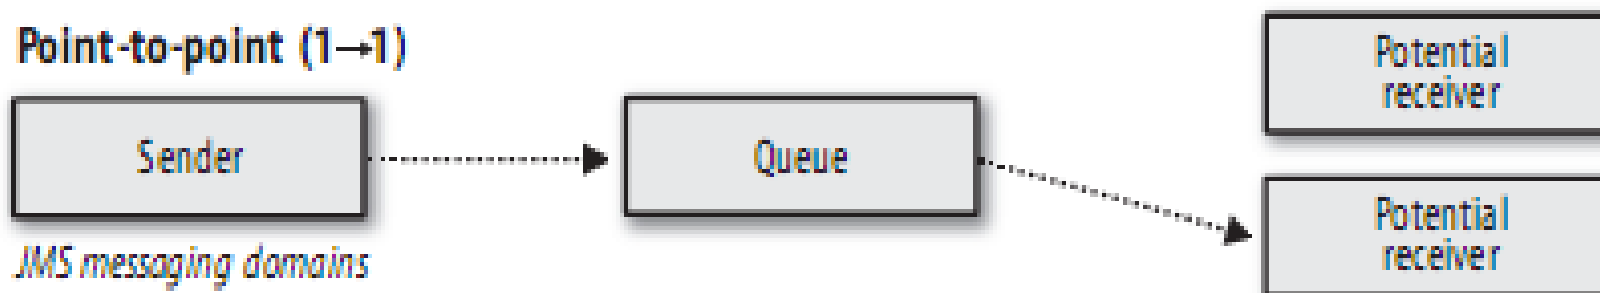 Point-to-point (1→1)
Potential
receiver
Sender
Queue
Potential
receiver
JMS messaging domains